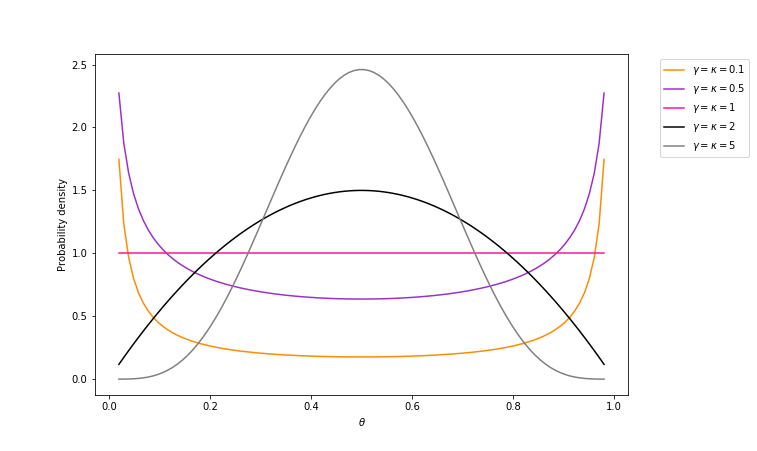 2.5
2.0
1.5
1.0
0.5
0.0
Probability density
0.0 0.2 0.4 0.6 0.8 1.0
θ
γ = κ = 0.1
γ = κ = 0.5
γ = κ = 1
γ = κ = 2
γ = κ = 5